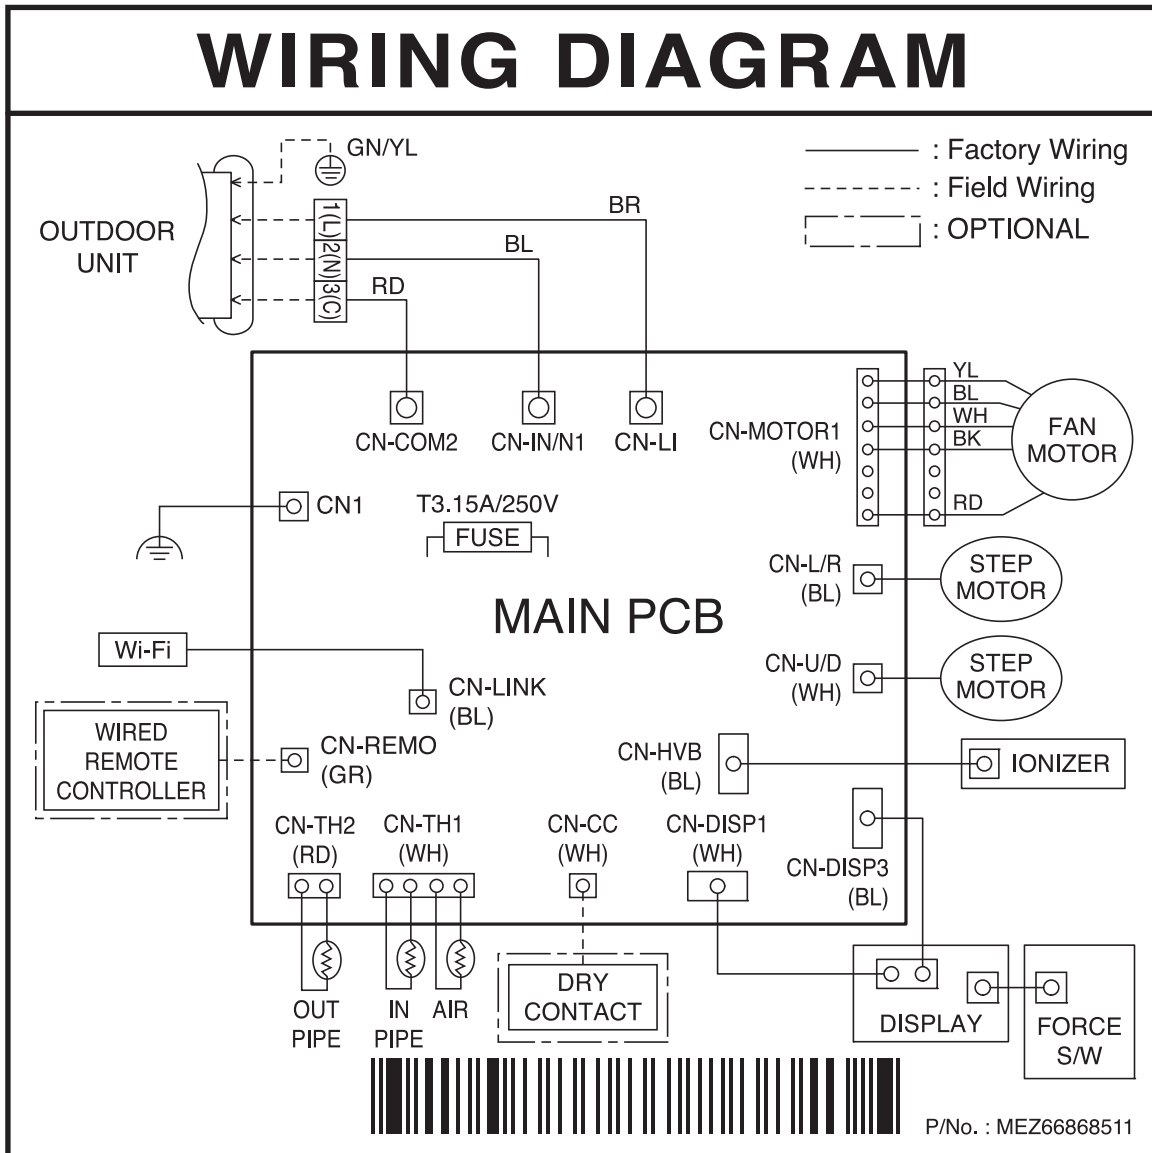 WIRING DIAGRAM
GN/YL
: Factory Wiring
: Field Wiring
: OPTIONAL
OUTDOOR
UNIT
1(L)
2(N)
3(C)
BR
BL
RD
CN-COM2
CN-IN/N1
CN-LI
CN-MOTOR1
(WH)
YL
BL
WH
BK
RD
FAN
MOTOR
CN1
T3.15A/250V
FUSE
CN-L/R
(BL)
STEP
MOTOR
MAIN PCB
Wi-Fi
CN-LINK
(BL)
CN-U/D
(WH)
STEP
MOTOR
WIRED
REMOTE
CONTROLLER
CN-REMO
(GR)
CN-HVB
(BL)
IONIZER
CN-TH2
(RD)
CN-TH1
(WH)
CN-CC
(WH)
CN-DISP1
(WH)
CN-DISP3
(BL)
OUT
PIPE
IN
PIPE
AIR
DRY
CONTACT
DISPLAY
FORCE
S/W
P/No. : MEZ66868511